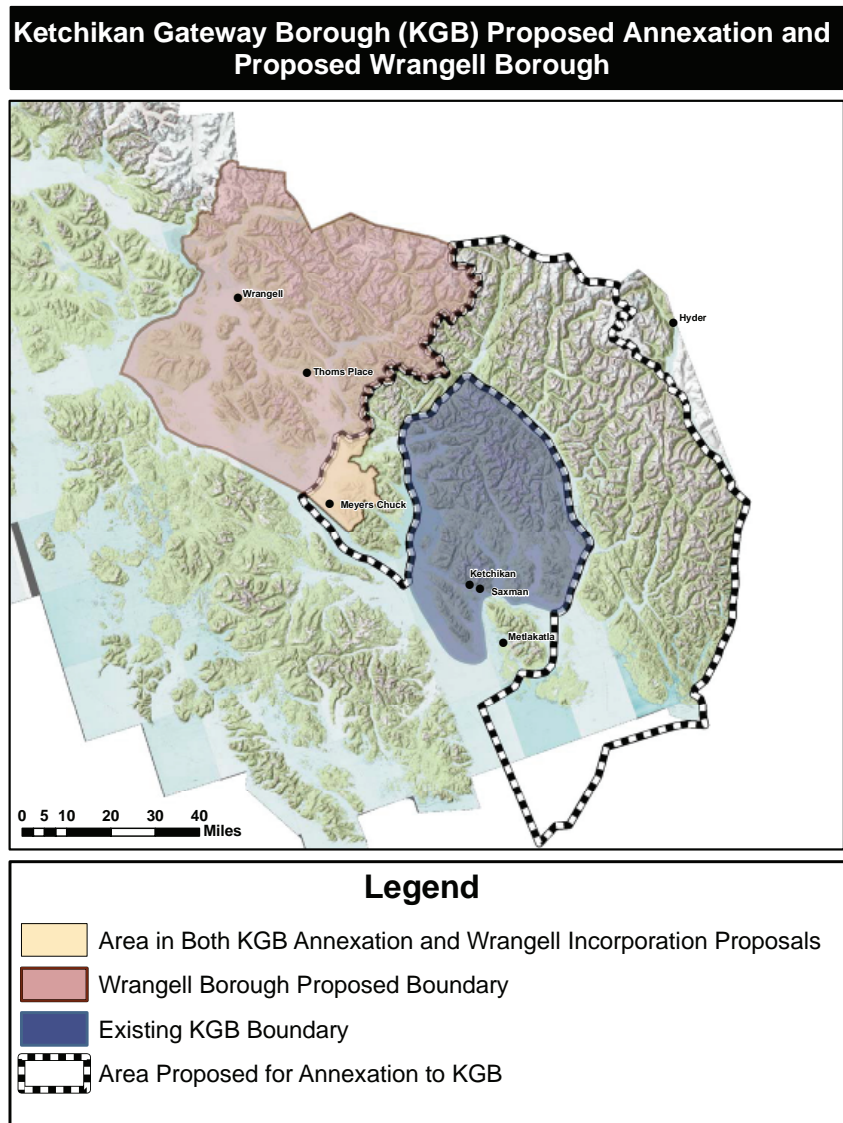 Ketchikan Gateway Borough (KGB) Proposed Annexation and
Proposed Wrangell Borough
Wrangell
Hyder
Thoms Place
Meyers Chuck
Ketchikan
Saxman
Metlakatla
0 5 10 20 30 40
Miles
Legend
Area in Both KGB Annexation and Wrangell Incorporation Proposals
Wrangell Borough Proposed Boundary
Existing KGB Boundary
Area Proposed for Annexation to KGB